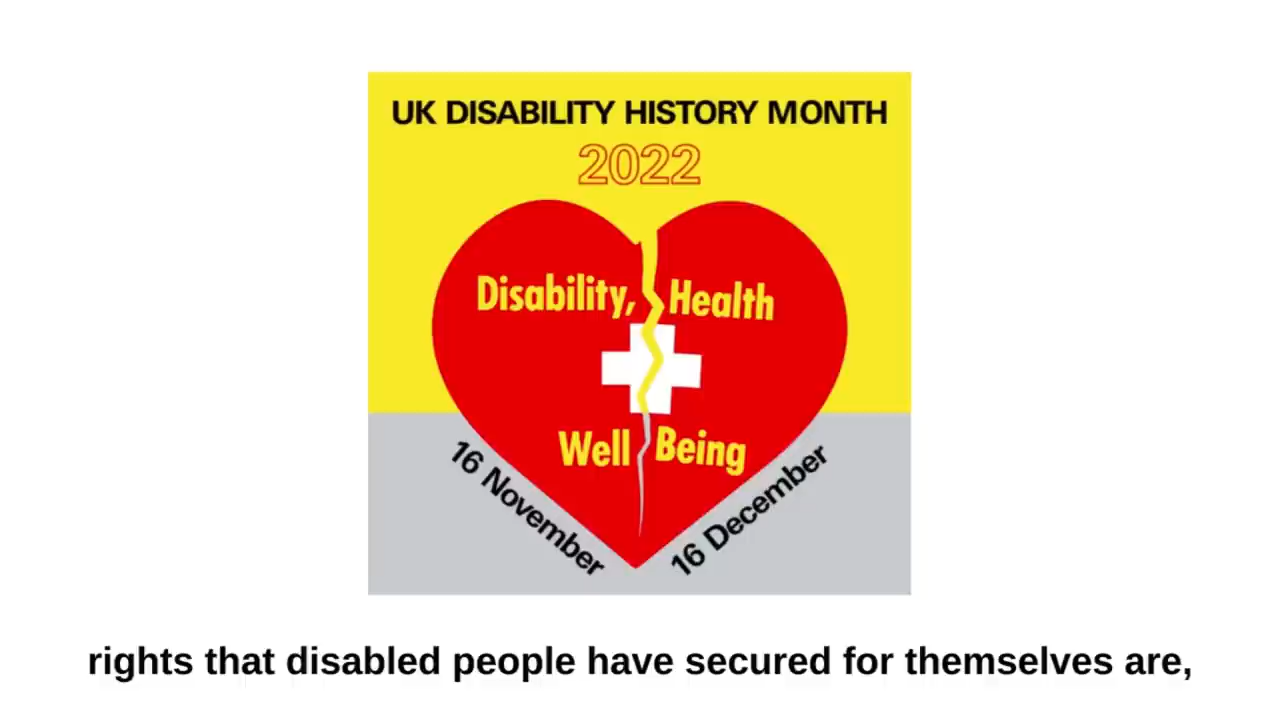 UK DISABILITY HISTORY MONTH
2022
Disability, Health
Well Being
16 November
16 December
rights that disabled people have secured for themselves are,